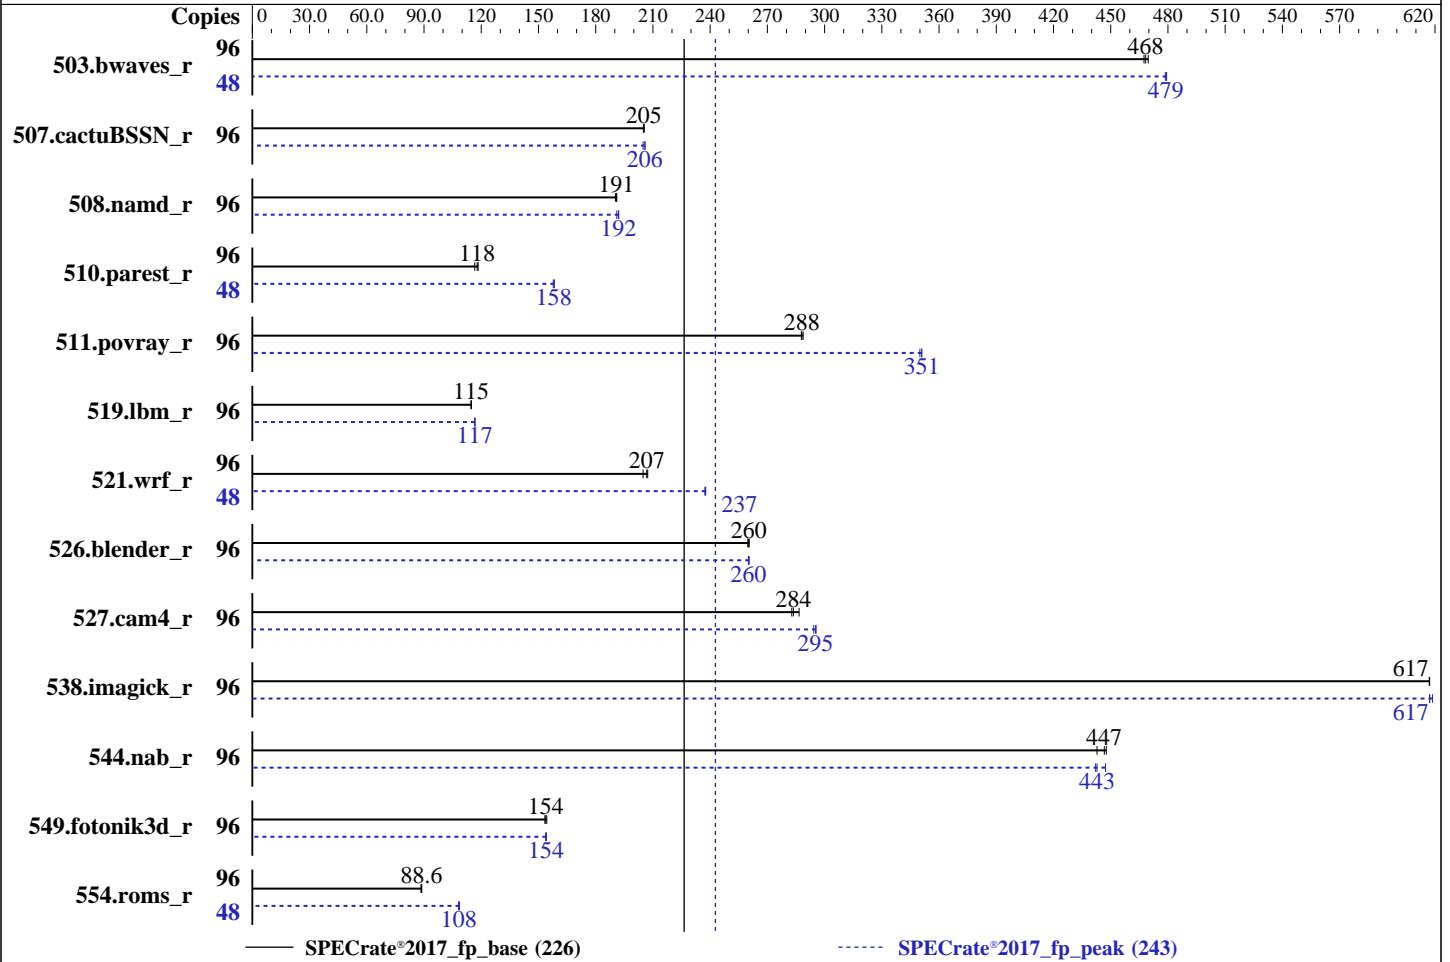 Copies 0 30.0 60.0 90.0 120 150 180 210 240 270 300 330 360 390 420 450 480 510 540 570 620
503.bwaves_r 96 468
48 479
507.cactuBSSN_r 96 205
206
508.namd_r 96 191
192
510.parest_r 96 118
48 158
511.povray_r 96 288
351
519.lbm_r 96 115
117
521.wrf_r 96 207
48 237
526.blender_r 96 260
260
527.cam4_r 96 284
295
538.imagick_r 96 617
617
544.nab_r 96 447
443
549.fotonik3d_r 96 154
154
554.roms_r 96 88.6
48 108
SPECrate®2017_fp_base (226) SPECrate®2017_fp_peak (243)